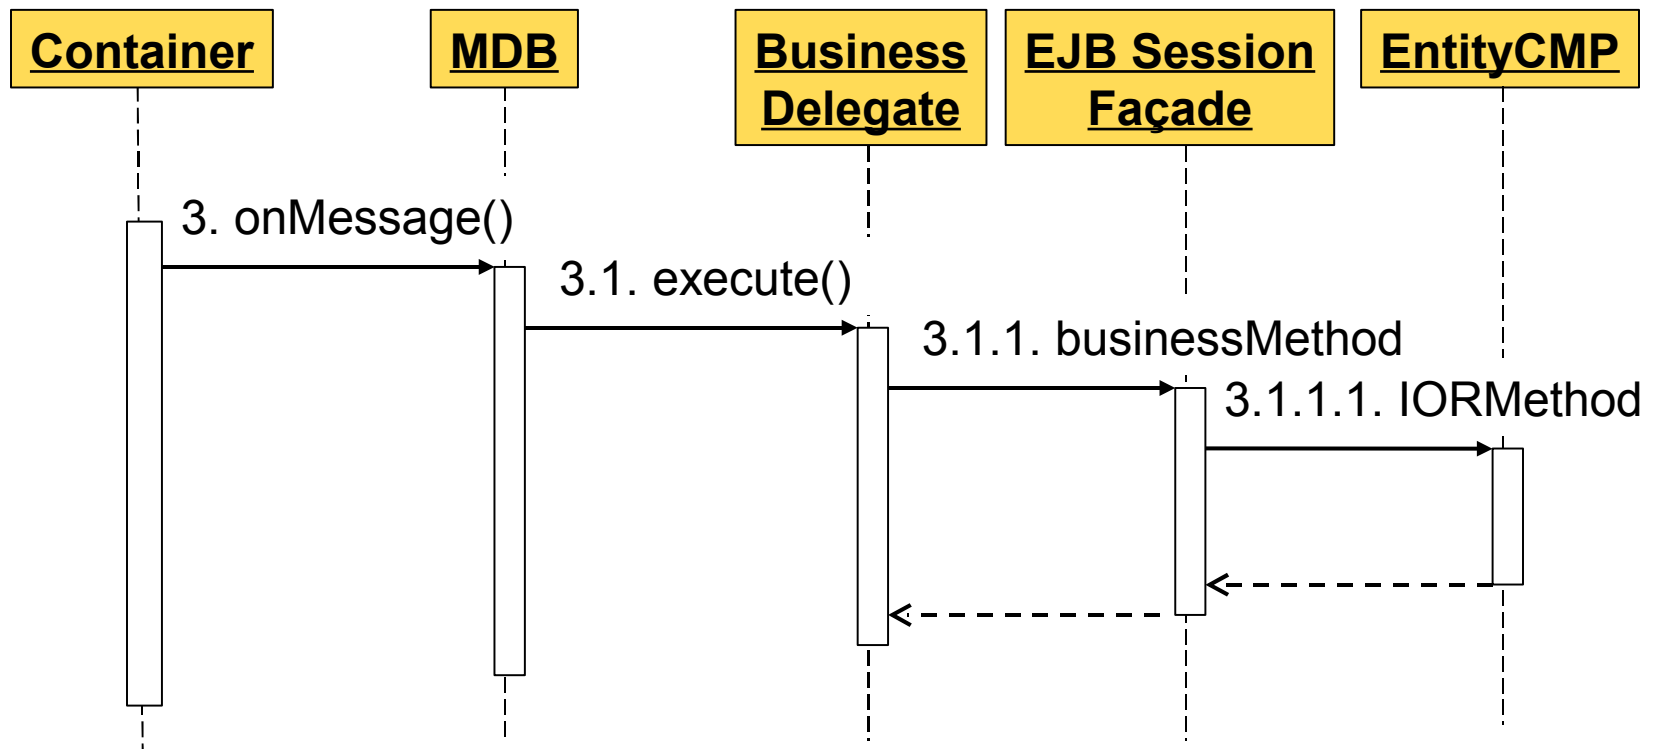 Container
MDB
Business
Delegate
EJB Session
Façade
EntityCMP
3. onMessage()
3.1. execute()
3.1.1. businessMethod
3.1.1.1. IORMethod